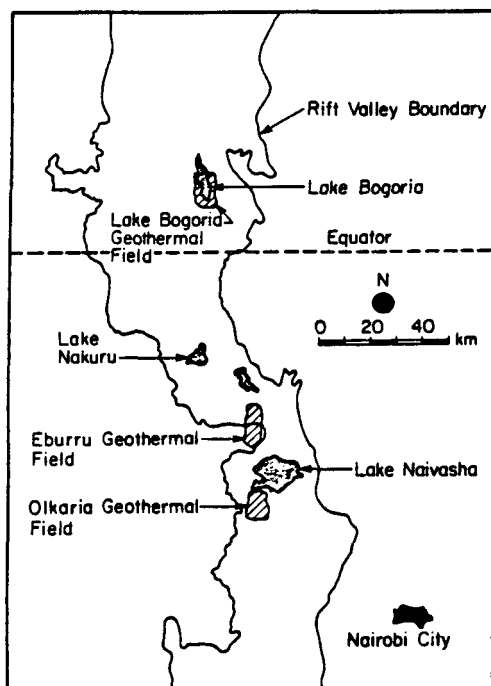 Rift Valley Boundary
Lake Bogoria
Lake Bogoria
Geothermal
Field
Equator
N
0 20 40
km
Lake
Nakuru
Eburru Geothermal
Field
Lake Naivasha
Olkaria Geothermal
Field
Nairobi City